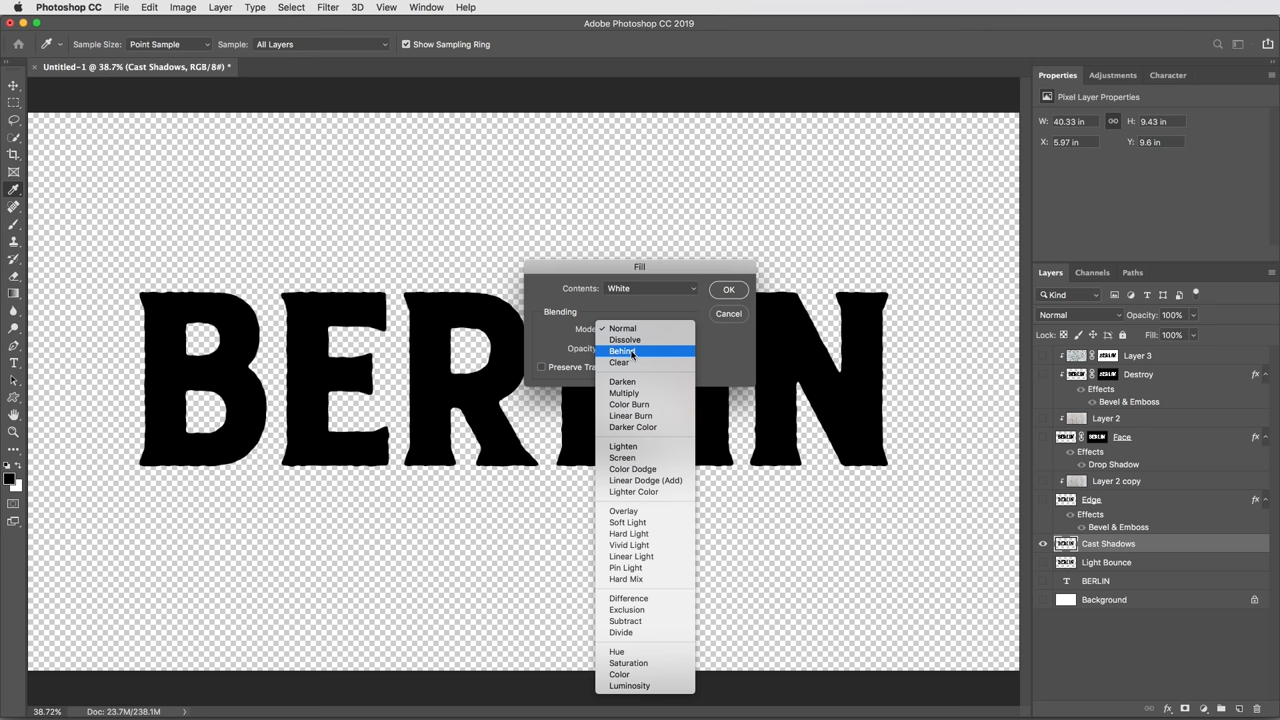 Photoshop CC File Edit Image Layer Type Select Filter 3D View Window Help
Adobe Photoshop CC 2019
Sample Size: Point Sample Sample: All Layers Show Sampling Ring
Untitled-1 @ 38.7% (Cast Shadows, RGB/8#) *
Properties Adjustments Character
Pixel Layer Properties
W: 40.33 in H: 9.43 in
X: 5.97 in Y: 9.6 in
BERLIN
Fill
Contents: White OK
Blending
Cancel
Mode
Opacity
Preserve Tra
Normal
Dissolve
Behind
Clear
Darken
Multiply
Color Burn
Linear Burn
Darker Color
Lighten
Screen
Color Dodge
Linear Dodge (Add)
Lighter Color
Overlay
Soft Light
Hard Light
Vivid Light
Linear Light
Pin Light
Hard Mix
Difference
Exclusion
Subtract
Divide
Hue
Saturation
Color
Luminosity
Layers Channels Paths
Kind
Normal Opacity: 100%
Lock: Fill: 100%
Layer 3
Destroy fx
Effects
Bevel & Emboss
Layer 2
Face fx
Effects
Drop Shadow
Layer 2 copy
Edge fx
Effects
Bevel & Emboss
Cast Shadows
Light Bounce
T BERLIN
Background
38.72% Doc: 23.7M/238.1M